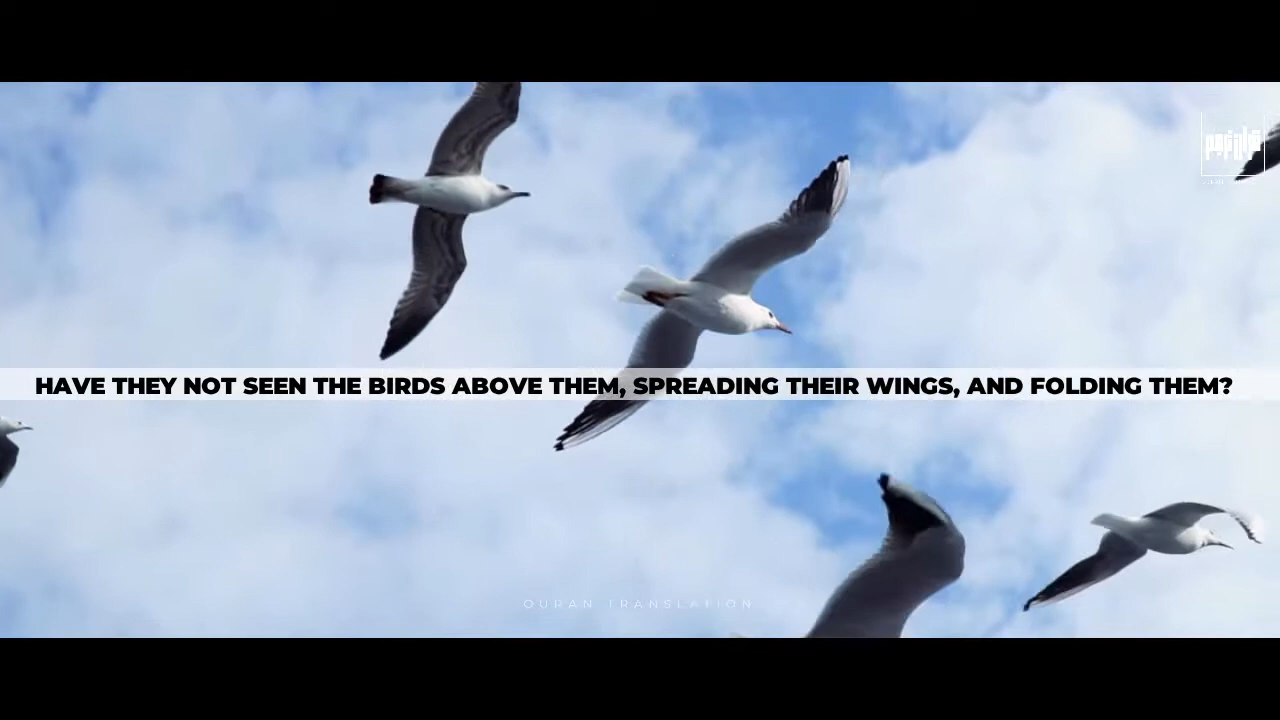 HAVE THEY NOT SEEN THE BIRDS ABOVE THEM, SPREADING THEIR WINGS, AND FOLDING THEM?
QURAN TRANSLATION